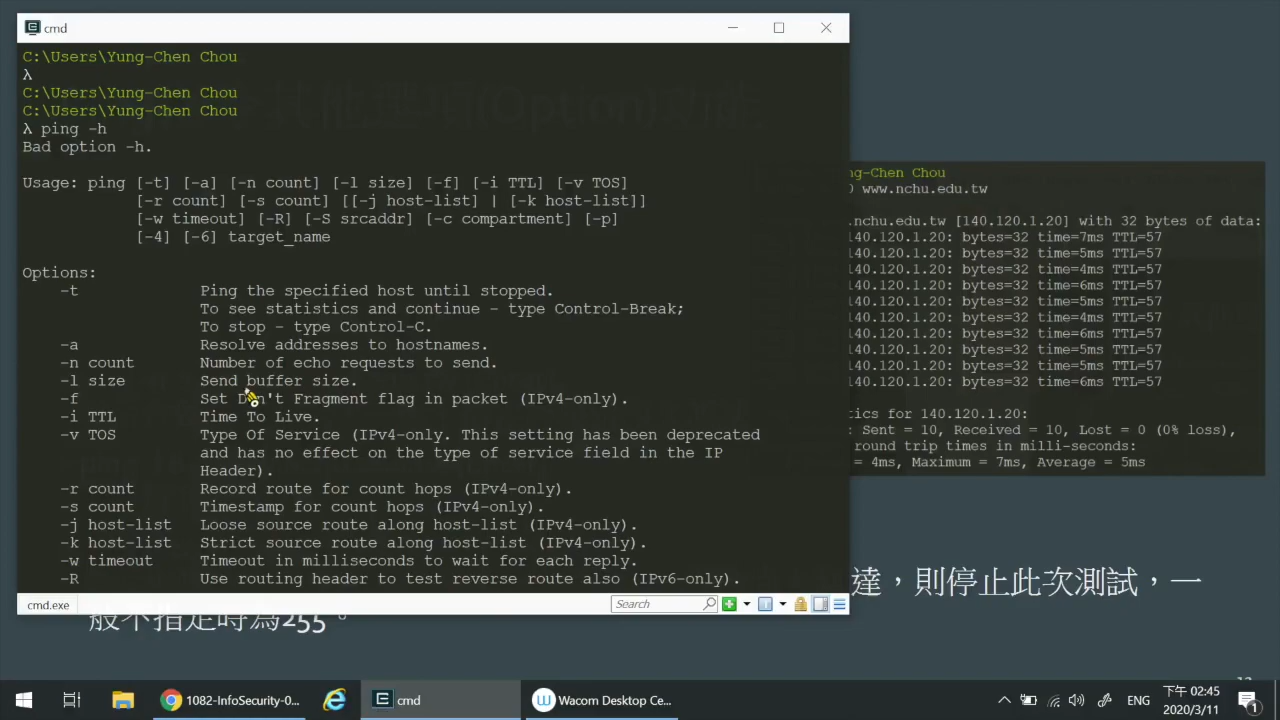 cmd
C:\Users\Yung-Chen Chou
λ
C:\Users\Yung-Chen Chou
C:\Users\Yung-Chen Chou
λ ping -h
Bad option -h.
Usage: ping [-t] [-a] [-n count] [-l size] [-f] [-i TTL] [-v TOS]
[-r count] [-s count] [[-j host-list] | [-k host-list]]
[-w timeout] [-R] [-S srcaddr] [-c compartment] [-p]
[-4] [-6] target_name
Options:
-t Ping the specified host until stopped.
To see statistics and continue - type Control-Break;
To stop - type Control-C.
-a Resolve addresses to hostnames.
-n count Number of echo requests to send.
-l size Send buffer size.
-f Set Don't Fragment flag in packet (IPv4-only).
-i TTL Time To Live.
-v TOS Type Of Service (IPv4-only. This setting has been deprecated
and has no effect on the type of service field in the IP
Header).
-r count Record route for count hops (IPv4-only).
-s count Timestamp for count hops (IPv4-only).
-j host-list Loose source route along host-list (IPv4-only).
-k host-list Strict source route along host-list (IPv4-only).
-w timeout Timeout in milliseconds to wait for each reply.
-R Use routing header to test reverse route also (IPv6-only).
cmd.exe
Search
其他選項(Option)功能
ng-Chen Chou
www.nchu.edu.tw
.nchu.edu.tw [140.120.1.20] with 32 bytes of data:
140.120.1.20: bytes=32 time=7ms TTL=57
140.120.1.20: bytes=32 time=5ms TTL=57
140.120.1.20: bytes=32 time=4ms TTL=57
140.120.1.20: bytes=32 time=6ms TTL=57
140.120.1.20: bytes=32 time=5ms TTL=57
140.120.1.20: bytes=32 time=4ms TTL=57
140.120.1.20: bytes=32 time=6ms TTL=57
140.120.1.20: bytes=32 time=5ms TTL=57
140.120.1.20: bytes=32 time=5ms TTL=57
140.120.1.20: bytes=32 time=6ms TTL=57
tics for 140.120.1.20:
: Sent = 10, Received = 10, Lost = 0 (0% loss),
round trip times in milli-seconds:
= 4ms, Maximum = 7ms, Average = 5ms
達，則停止此次測試，一
般不指定時為255。
1082-InfoSecurity-0...
cmd
Wacom Desktop Ce...
ENG
下午 02:45
2020/3/11
1